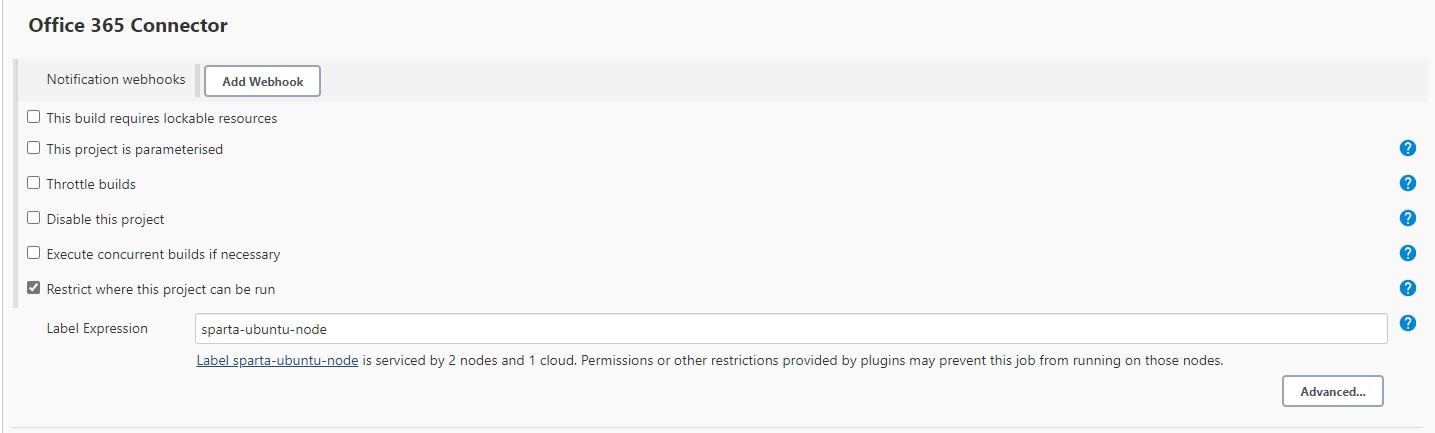 Office 365 Connector
Notification webhooks Add Webhook
This build requires lockable resources
This project is parameterised ?
Throttle builds ?
Disable this project ?
Execute concurrent builds if necessary ?
Restrict where this project can be run ?
Label Expression sparta-ubuntu-node ?
Label sparta-ubuntu-node is serviced by 2 nodes and 1 cloud. Permissions or other restrictions provided by plugins may prevent this job from running on those nodes.
Advanced...